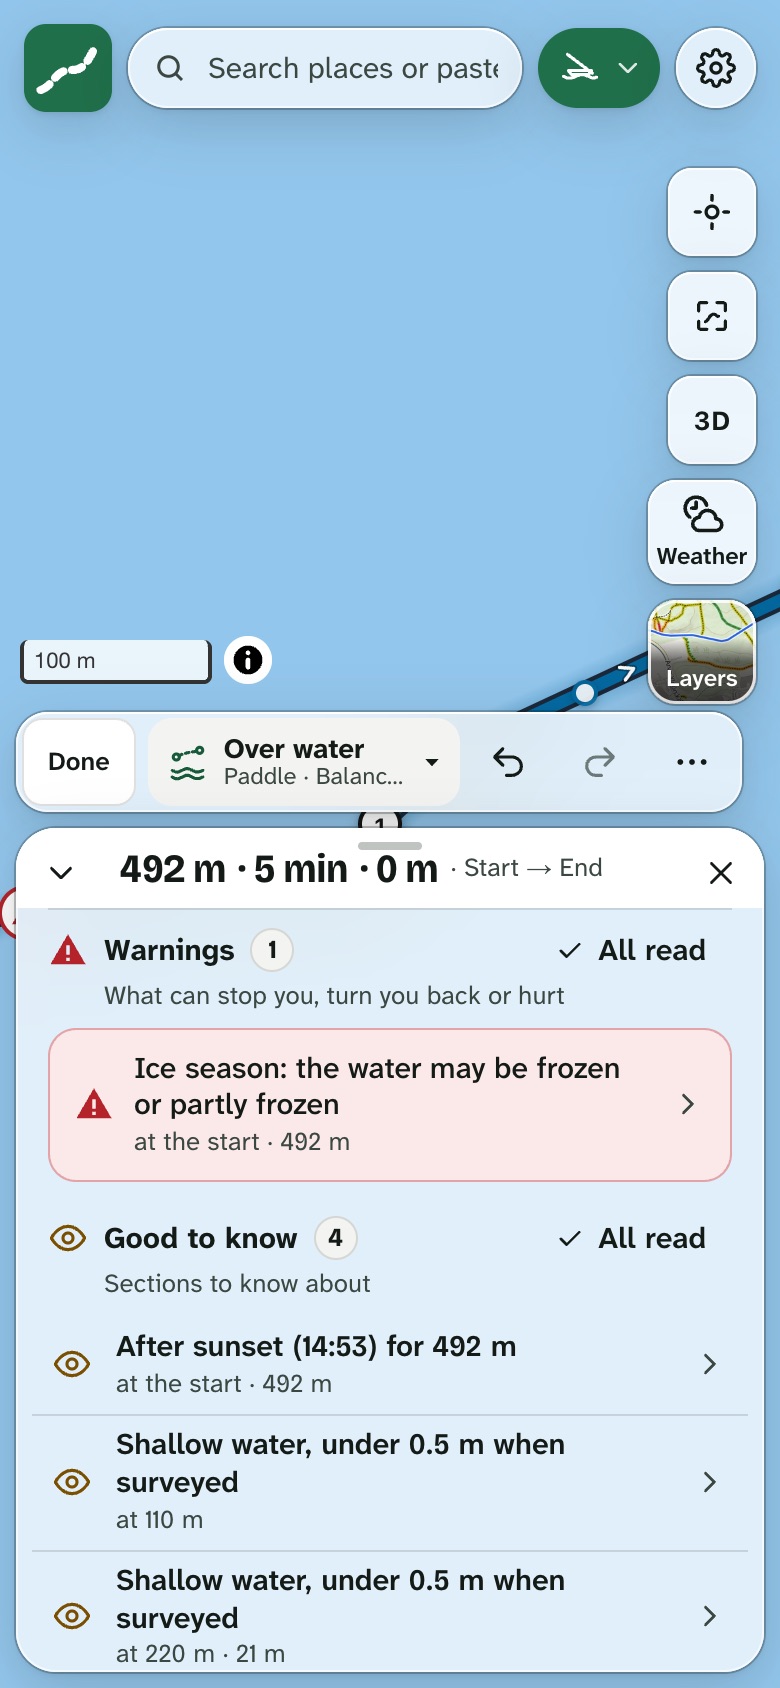 Search places or paste
3D
Weather
Layers
100 m
Done
Over water
Paddle · Balanc...
1
492 m · 5 min · 0 m · Start → End
Warnings 1
All read
What can stop you, turn you back or hurt
Ice season: the water may be frozen
or partly frozen
at the start · 492 m
Good to know 4
All read
Sections to know about
After sunset (14:53) for 492 m
at the start · 492 m
Shallow water, under 0.5 m when
surveyed
at 110 m
Shallow water, under 0.5 m when
surveyed
at 220 m · 21 m